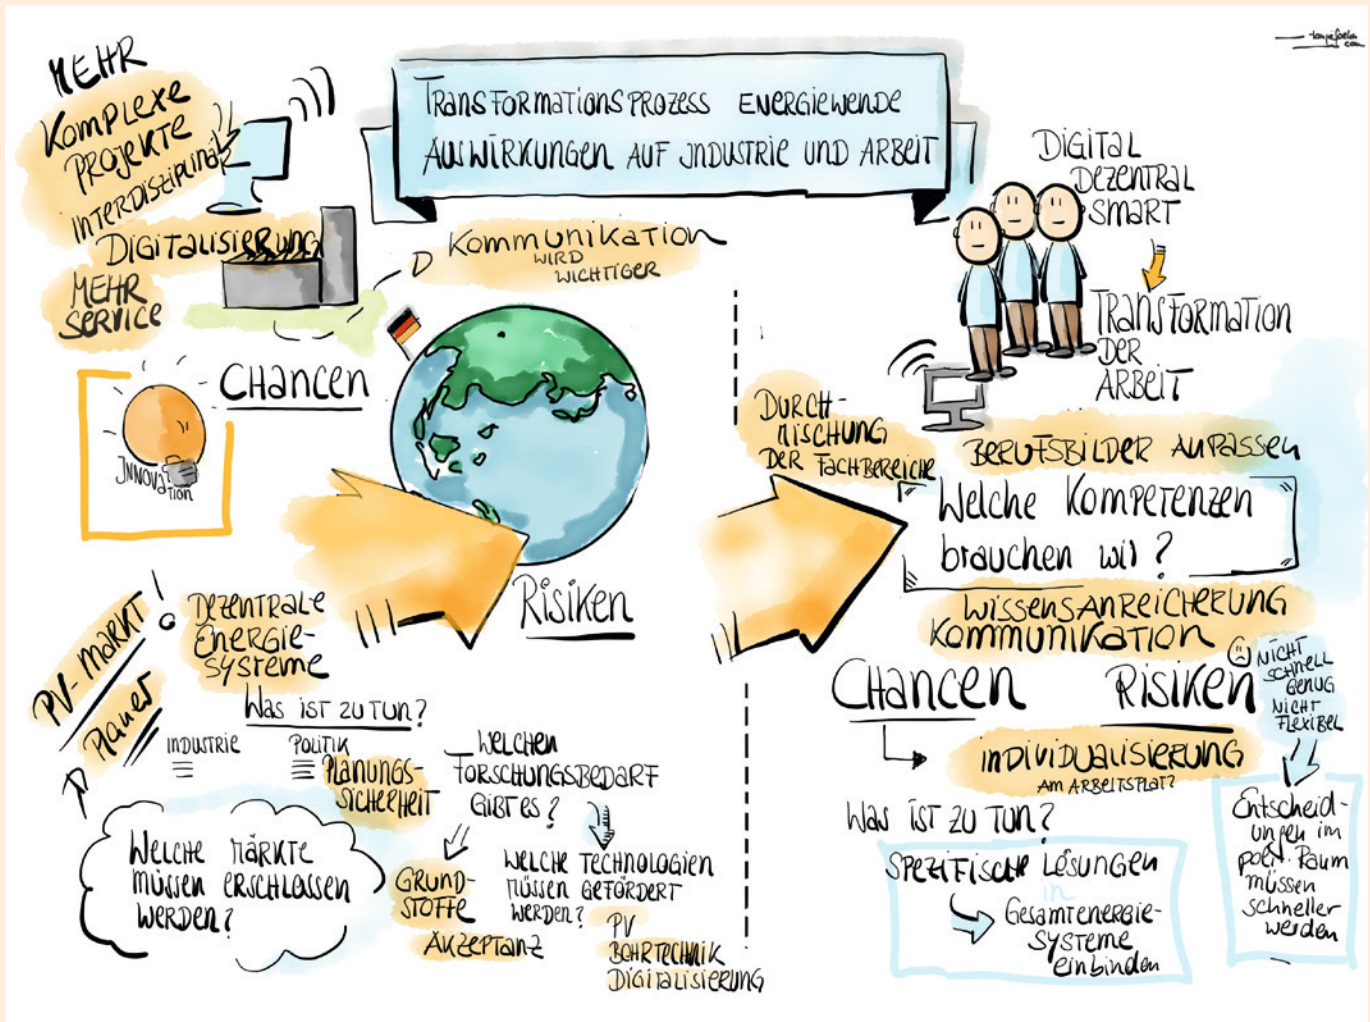 TRANSFORMATIONSPROZESS ENERGIEWENDE
AUSWIRKUNGEN AUF INDUSTRIE UND ARBEIT
MEHR
KOMPLEXE
PROJEKTE
INTERDISZIPLINÄR
DIGITALISIERUNG
MEHR
SERVICE
KOMMUNIKATION
WIRD
WICHTIGER
CHANCEN
INNOVATION
RISIKEN
PV-MARKT
PLANER
DEZENTRALE
ENERGIE-
SYSTEME
WAS IST ZU TUN?
INDUSTRIE
POLITIK
PLANUNGS-
SICHERHEIT
WELCHEN
FORSCHUNGSBEDARF
GIBT ES?
WELCHE MÄRKTE
MÜSSEN ERSCHLOSSEN
WERDEN?
GRUND-
STOFFE
AKZEPTANZ
WELCHE TECHNOLOGIEN
MÜSSEN GEFÖRDERT
WERDEN?
PV
BOHRTECHNIK
DIGITALISIERUNG
DIGITAL
DEZENTRAL
SMART
TRANSFORMATION
DER
ARBEIT
DURCH-
MISCHUNG
DER FACHBEREICHE
BERUFSBILDER ANPASSEN
Welche Kompetenzen
brauchen wir?
WISSENSANREICHERUNG
KOMMUNIKATION
CHANCEN
RISIKEN
NICHT
SCHNELL
GENUG
NICHT
FLEXIBEL
INDIVIDUALISIERUNG
AM ARBEITSPLATZ
WAS IST ZU TUN?
SPEZIFISCHE LÖSUNGEN
in
GESAMTENERGIE-
SYSTEME
einbinden
Entscheid-
ungen im
polit. Raum
müssen
schneller
werden